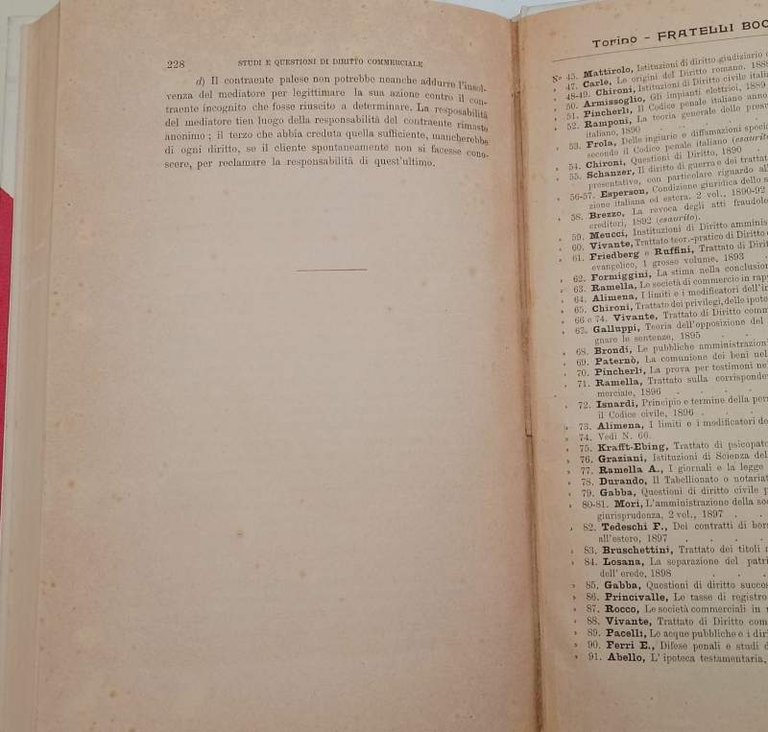 228 STUDI E QUESTIONI DI DIRITTO COMMERCIALE
d) Il contraente palese non potrebbe neanche addurre l'insol-
venza del mediatore per legittimare la sua azione contro il con-
traente incognito che fosse riuscito a determinare. La resposabilità
del mediatore tien luogo della responsabilità del contraente rimasto
anonimo; il terzo che abbia creduta quella sufficiente, mancherebbe
di ogni diritto, se il cliente spontaneamente non si facesse cono-
scere, per reclamare la responsabilità di quest'ultimo.
Torino - FRATELLI BOC
No 45. Mattirolo, Istituzioni di diritto giudiziario c
» 47. Carle, Le origini del Diritto romano. 1888
» 48-49. Chironi, Istituzioni di Diritto civile italia
» 50. Armissoglio, Gli impianti elettrici, 1889
» 51. Pincherli, Il Codice penale italiano anno
» 52. Ramponi, La teoria generale delle presu
italiano, 1890
» 53. Frola, Delle ingiurie e diffamazioni speci
secondo il Codice penale italiano (esaurito
» 54. Chironi, Questioni di Diritto, 1890
» 55. Schanzer, Il diritto di guerra e dei trattat
presentativo, con particolare riguardo all
» 56-57. Esperson, Condizione giuridica dello s
zione italiana ed estera. 2 vol., 1890-92
» 58. Brezzo, La revoca degli atti fraudole
creditori, 1892 (esaurito).
» 59. Meucci, Instituzioni di Diritto amminis
» 60. Vivante, Trattato teor.-pratico di Diritto c
» 61. Friedberg e Ruffini, Trattato di Diri
evangelico, 1 grosso volume, 1893
» 62. Formiggini, La stima nella conclusion
» 63. Ramella, Le società di commercio in rap
» 64. Alimena, I limiti e i modificatori dell'i
» 65. Chironi, Trattato dei privilegi, delle ipote
» 66 e 74. Vivante, Trattato di Diritto comm
» 67. Galluppi, Teoria dell'opposizione del
gnare le sentenze, 1895
» 68. Brondi, Le pubbliche amministrazioni
» 69. Paternò, La comunione dei beni nel
» 70. Pincherli, La prova per testimoni ne
» 71. Ramella, Trattato sulla corrisponde
merciale, 1896
» 72. Isnardi, Principio e termine della per
il Codice civile, 1896
» 73. Alimena, I limiti e i modificatori de
» 74. Vedi N. 66.
» 75. Krafft-Ebing, Trattato di psicopato
» 76. Graziani, Istituzioni di Scienza del
» 77. Ramella A., I giornali e la legge
» 78. Durando, Il Tabellionato o notariat
» 79. Gabba, Questioni di diritto civile p
» 80-81. Mori, L'amministrazione della so
giurisprudenza, 2 vol., 1897
» 82. Tedeschi F., Dei contratti di bor
all'estero, 1897
» 83. Bruschettini, Trattato dei titoli
» 84. Losana, La separazione del patri
dell'erede, 1898
» 85. Gabba, Questioni di diritto succes
» 86. Princivalle, Le tasse di registro
» 87. Rocco, Le società commerciali in
» 88. Vivante, Trattato di Diritto com
» 89. Pacelli, Le acque pubbliche e i diri
» 90. Ferri E., Difese penali e studi d
» 91. Abello, L'ipoteca testamentaria,